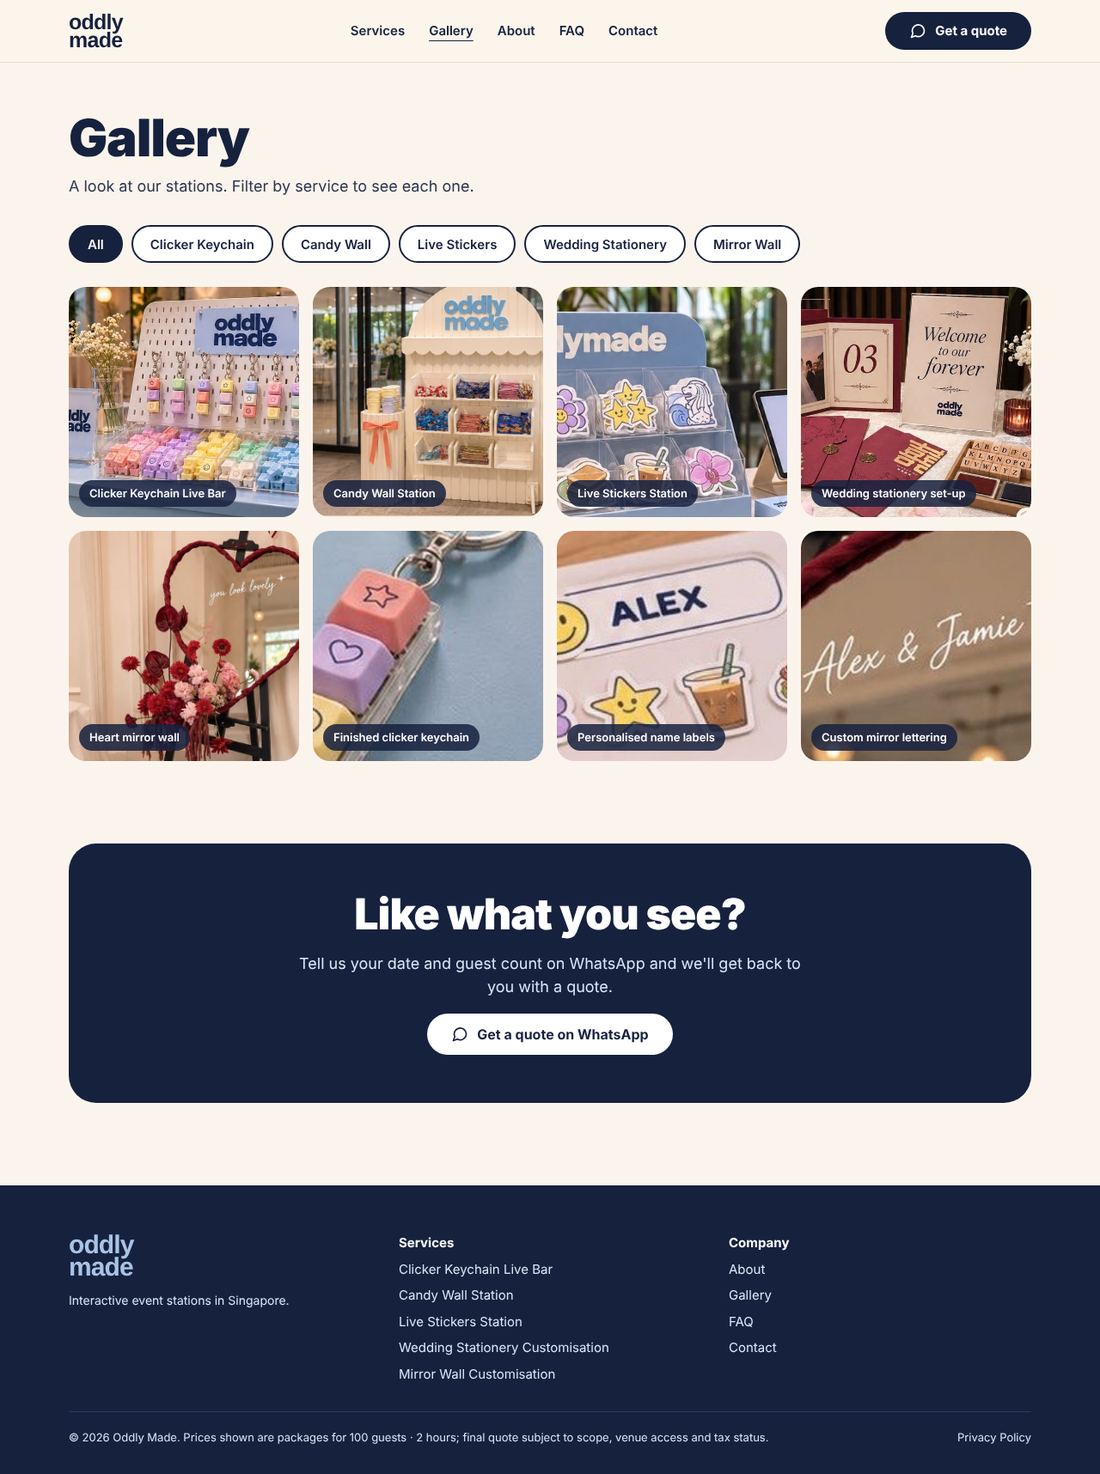 oddly
made
Services
Gallery
About
FAQ
Contact
Get a quote
Gallery
A look at our stations. Filter by service to see each one.
All
Clicker Keychain
Candy Wall
Live Stickers
Wedding Stationery
Mirror Wall
oddly
made
Clicker Keychain Live Bar
oddly
made
Candy Wall Station
lymade
Live Stickers Station
03
Welcome
to our
forever
oddly
made
A B C D E F G
H I J K L M N O P Q
U V W X Y Z
Wedding stationery set-up
you look lovely
Heart mirror wall
Finished clicker keychain
ALEX
Personalised name labels
Alex & Jamie
Custom mirror lettering
Like what you see?
Tell us your date and guest count on WhatsApp and we'll get back to
you with a quote.
Get a quote on WhatsApp
oddly
made
Interactive event stations in Singapore.
Services
Clicker Keychain Live Bar
Candy Wall Station
Live Stickers Station
Wedding Stationery Customisation
Mirror Wall Customisation
Company
About
Gallery
FAQ
Contact
© 2026 Oddly Made. Prices shown are packages for 100 guests · 2 hours; final quote subject to scope, venue access and tax status.
Privacy Policy